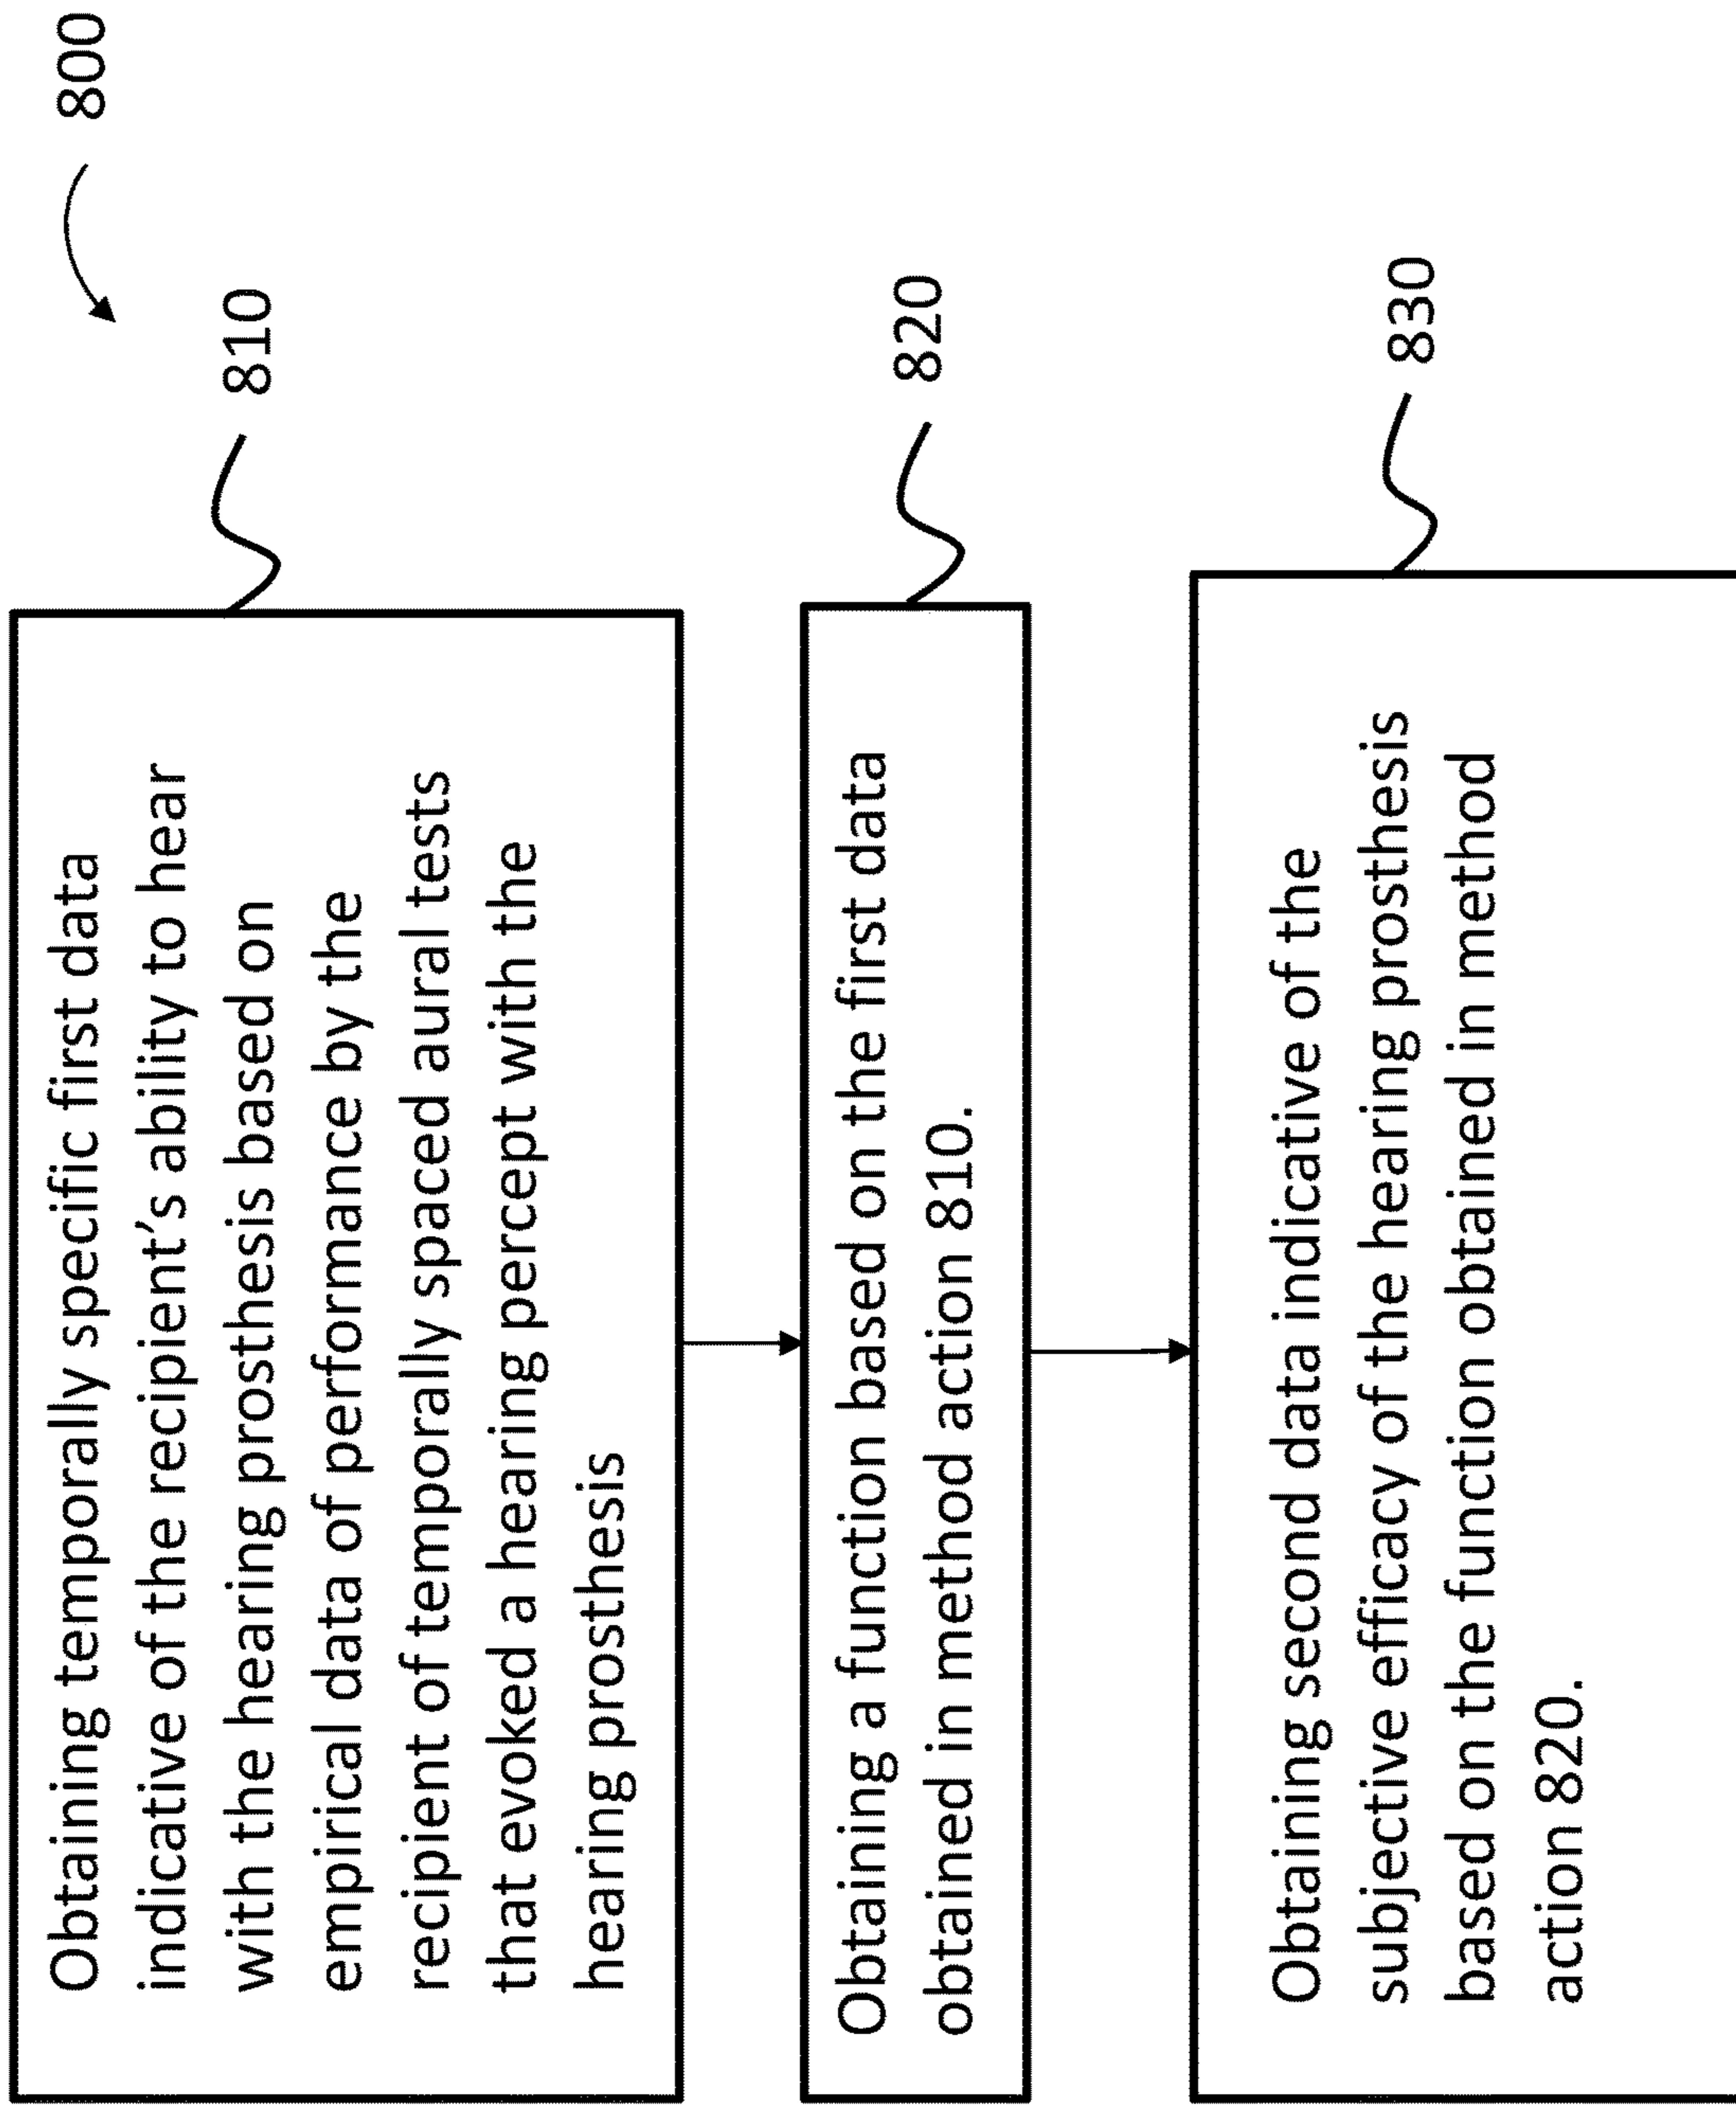 800
810
Obtaining temporally specific first data
indicative of the recipient’s ability to hear
with the hearing prosthesis based on
empirical data of performance by the
recipient of temporally spaced aural tests
that evoked a hearing percept with the
hearing prosthesis
820
Obtaining a function based on the first data
obtained in method action 810.
830
Obtaining second data indicative of the
subjective efficacy of the hearing prosthesis
based on the function obtained in method
action 820.